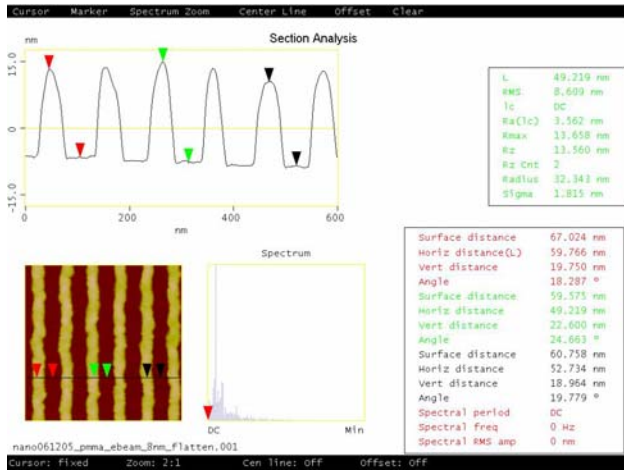 Cursor Marker Spectrum Zoom Center Line Offset Clear
nm
Section Analysis
15.0
0
-15.0
0 200 400 600
nm
L 49.219 nm
RMS 8.609 nm
lc DC
Ra(lc) 3.562 nm
Rmax 13.658 nm
Rz 13.560 nm
Rz Cnt 2
Radius 32.343 nm
Sigma 1.815 nm
Spectrum
DC Min
Surface distance 67.024 nm
Horiz distance(L) 59.766 nm
Vert distance 19.750 nm
Angle 18.287 °
Surface distance 59.575 nm
Horiz distance 49.219 nm
Vert distance 22.600 nm
Angle 24.663 °
Surface distance 60.758 nm
Horiz distance 52.734 nm
Vert distance 18.964 nm
Angle 19.779 °
Spectral period DC
Spectral freq 0 Hz
Spectral RMS amp 0 nm
nano061205_pmma_ebeam_8nm_flatten.001
Cursor: fixed Zoom: 2:1 Cen line: Off Offset: Off